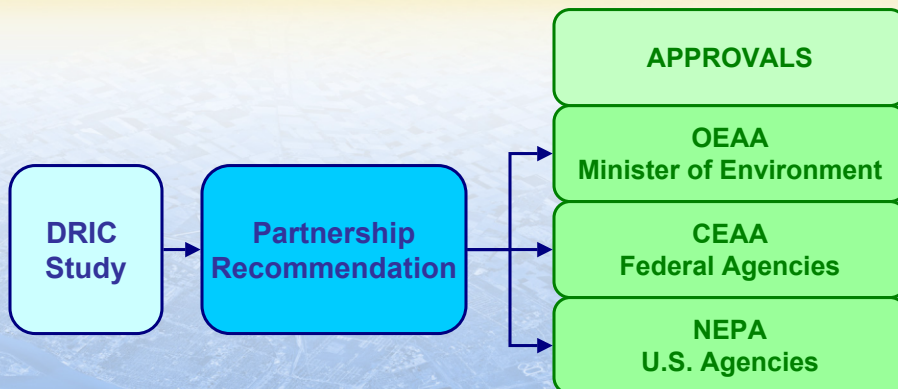 DRIC
Study
Partnership
Recommendation
APPROVALS
OEAA
Minister of Environment
CEAA
Federal Agencies
NEPA
U.S. Agencies